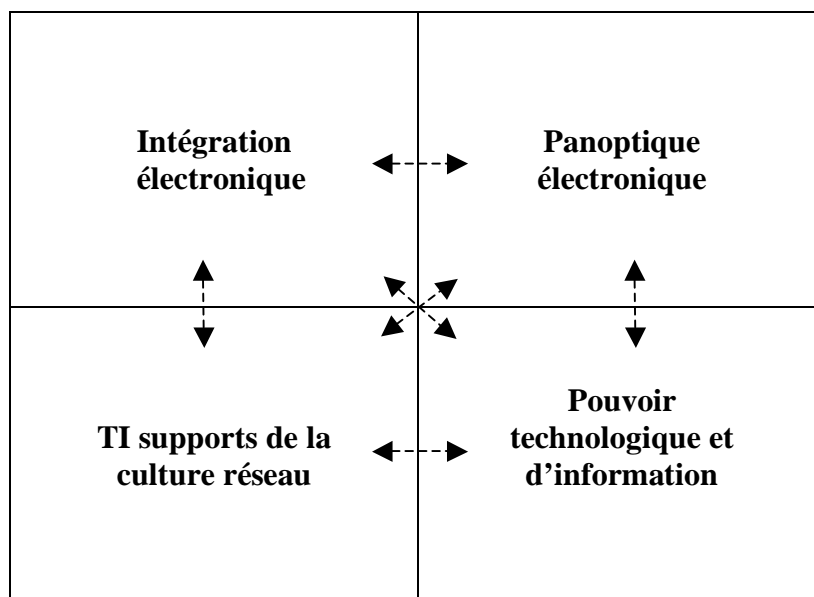 Intégration
électronique
Panoptique
électronique
TI supports de la
culture réseau
Pouvoir
technologique et
d’information